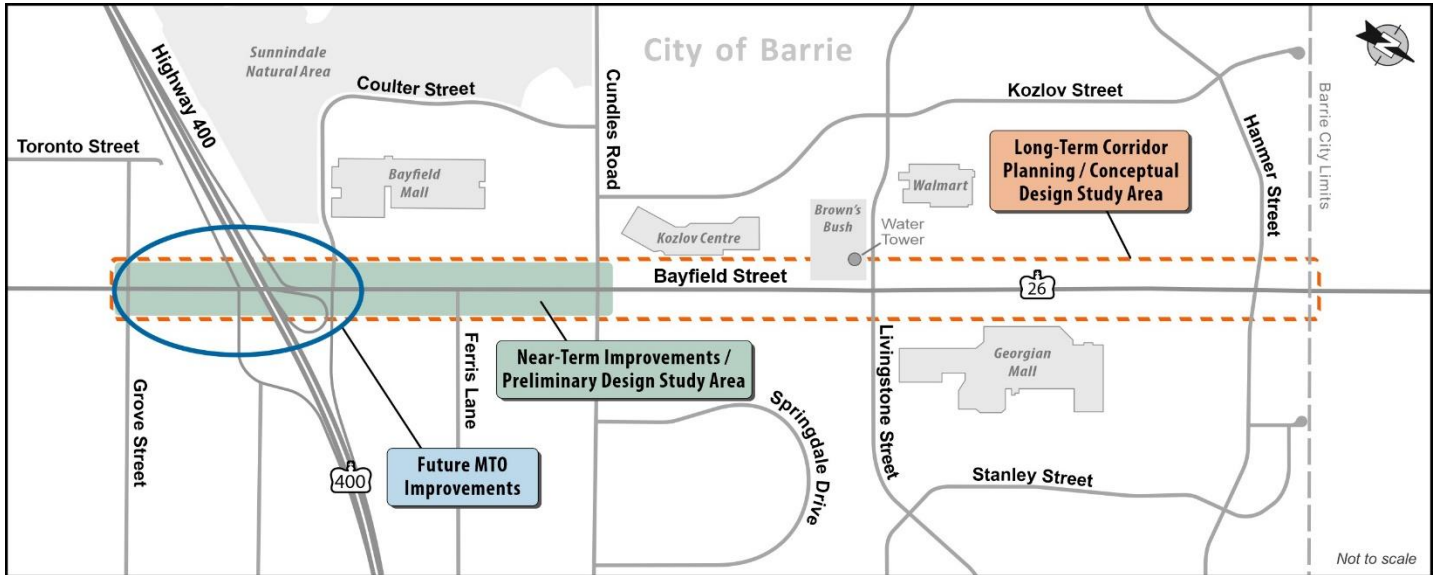 City of Barrie
N
Sunnindale
Natural Area
Highway 400
Coulter Street
Cundles Road
Kozlov Street
Barrie City Limits
Toronto Street
Bayfield
Mall
Hanmer Street
Long-Term Corridor
Planning / Conceptual
Design Study Area
Walmart
Brown's
Bush
Water
Tower
Kozlov Centre
Bayfield Street
26
Near-Term Improvements /
Preliminary Design Study Area
Ferris Lane
Georgian
Mall
Grove Street
Springdale Drive
Livingstone Street
Future MTO
Improvements
400
Stanley Street
Not to scale